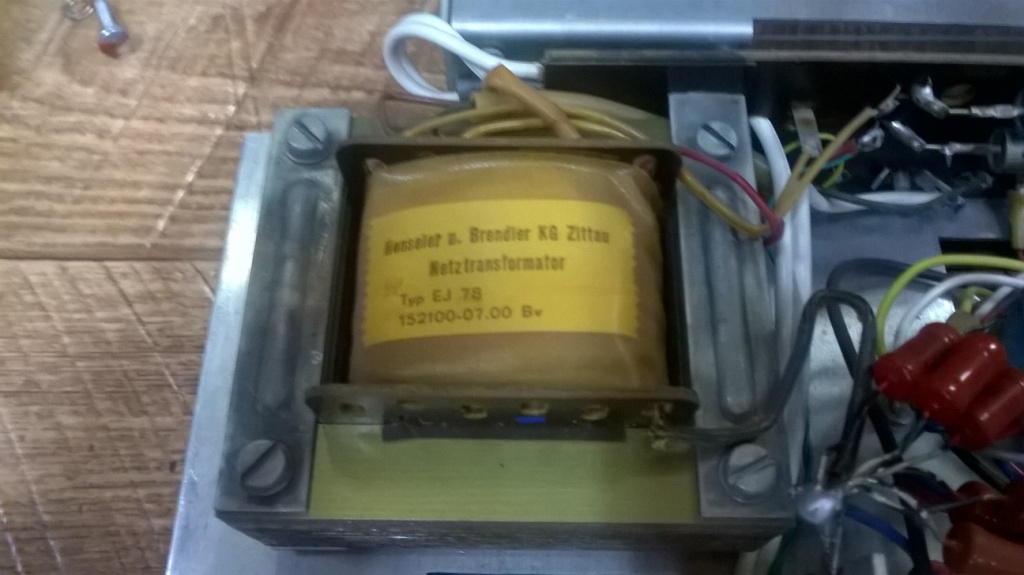 Henseler u. Brendler KG Zittau
Netztransformator
Typ EJ 78
152100-07.00 Bv